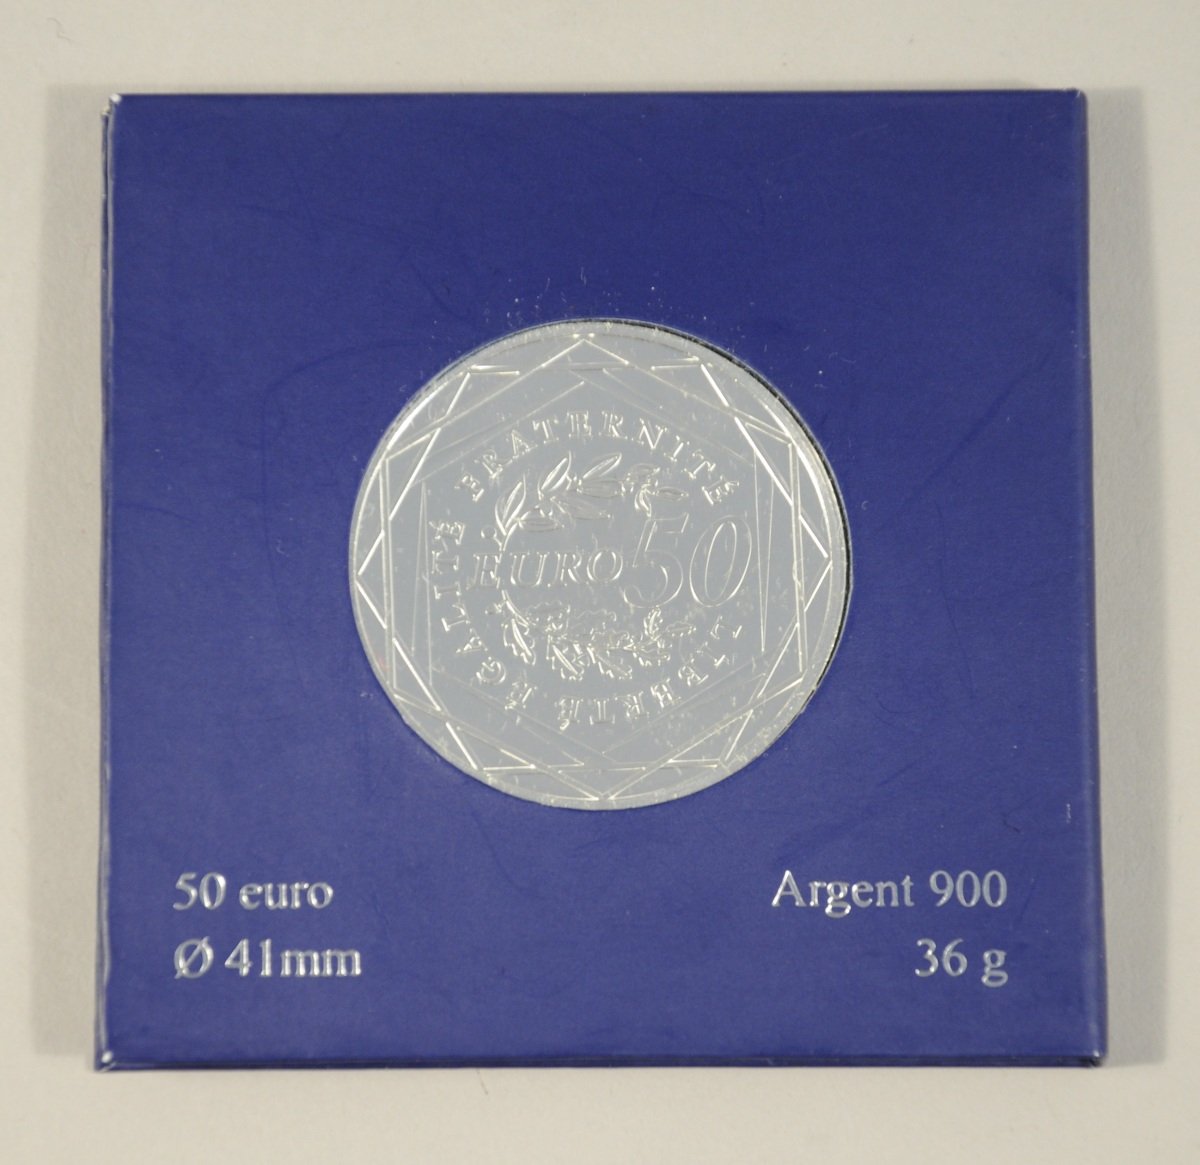 LIBERTÉ ÉGALITÉ FRATERNITÉ
EURO 50
50 euro
Ø 41mm
Argent 900
36 g